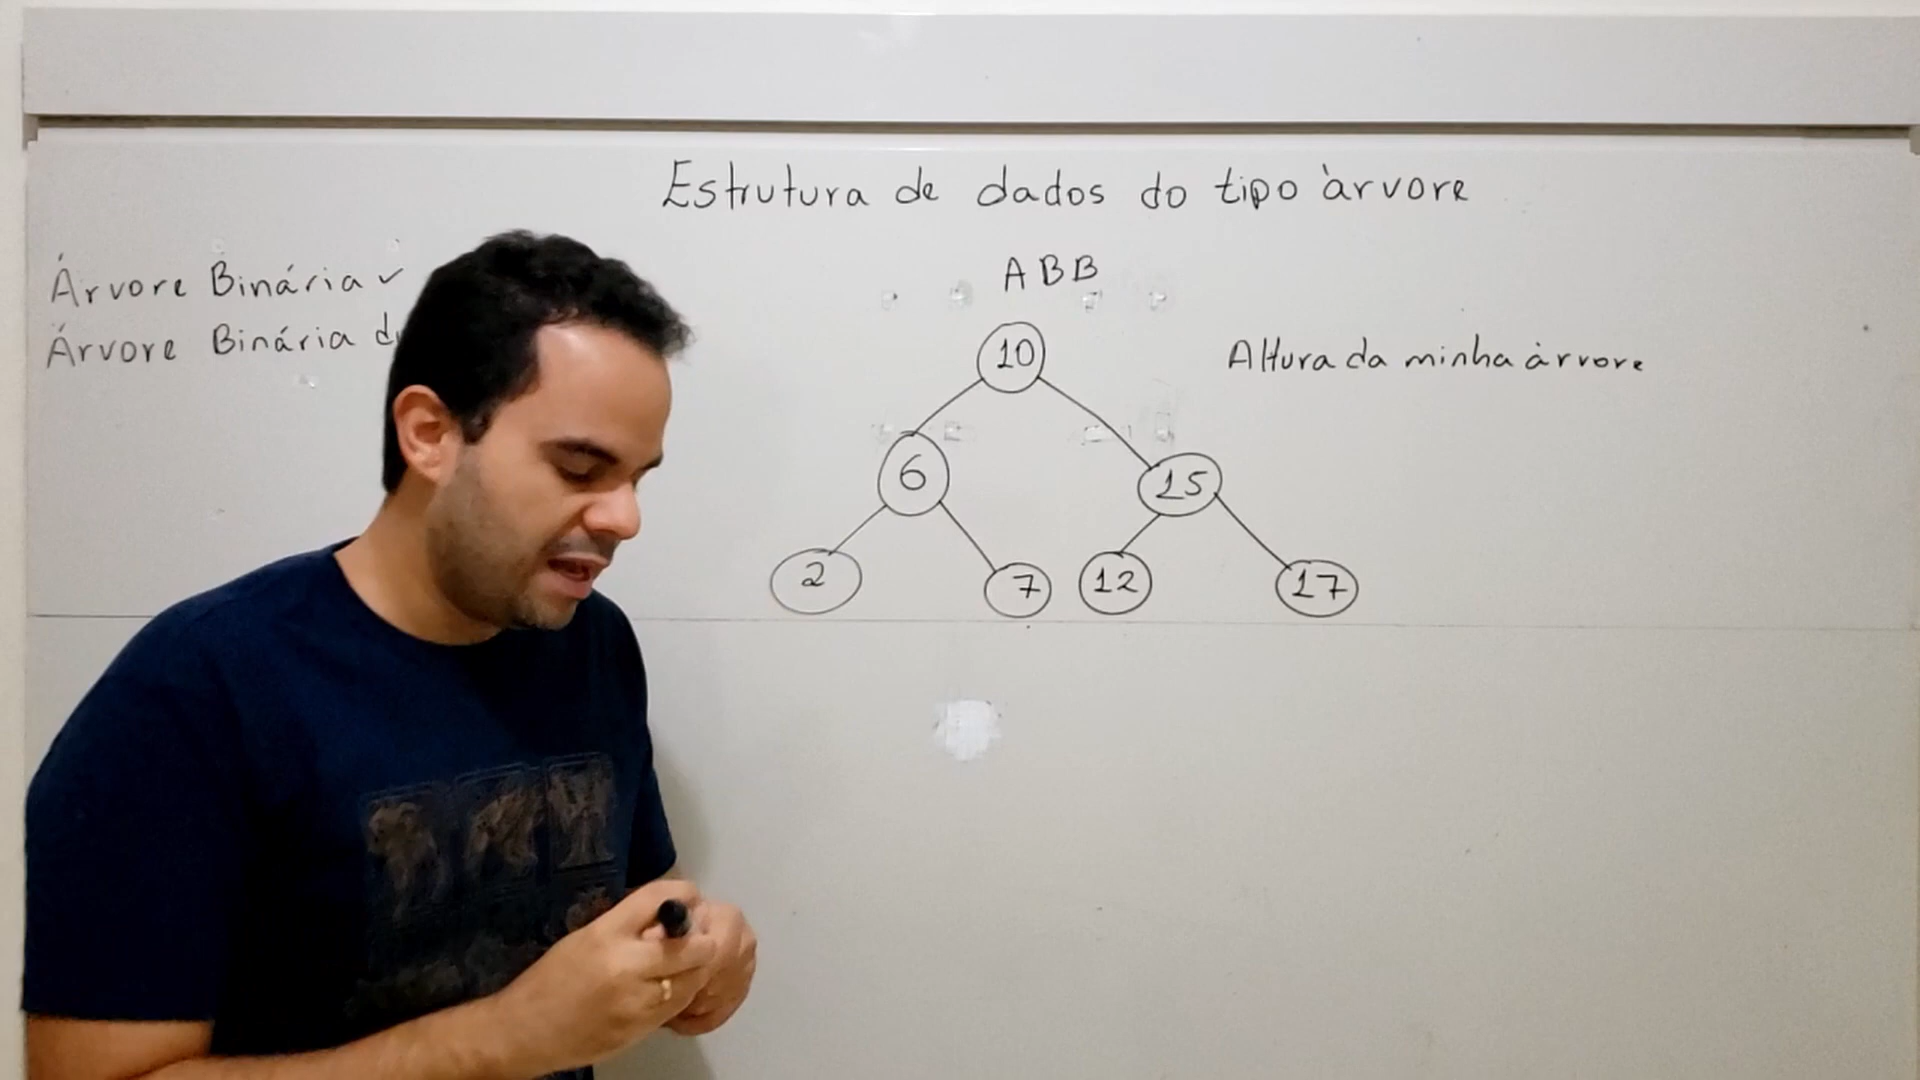 Estrutura de dados do tipo àrvore
Árvore Binária ✓
Árvore Binária
ABB
Altura da minha àrvore
10
6
15
2
7
12
17